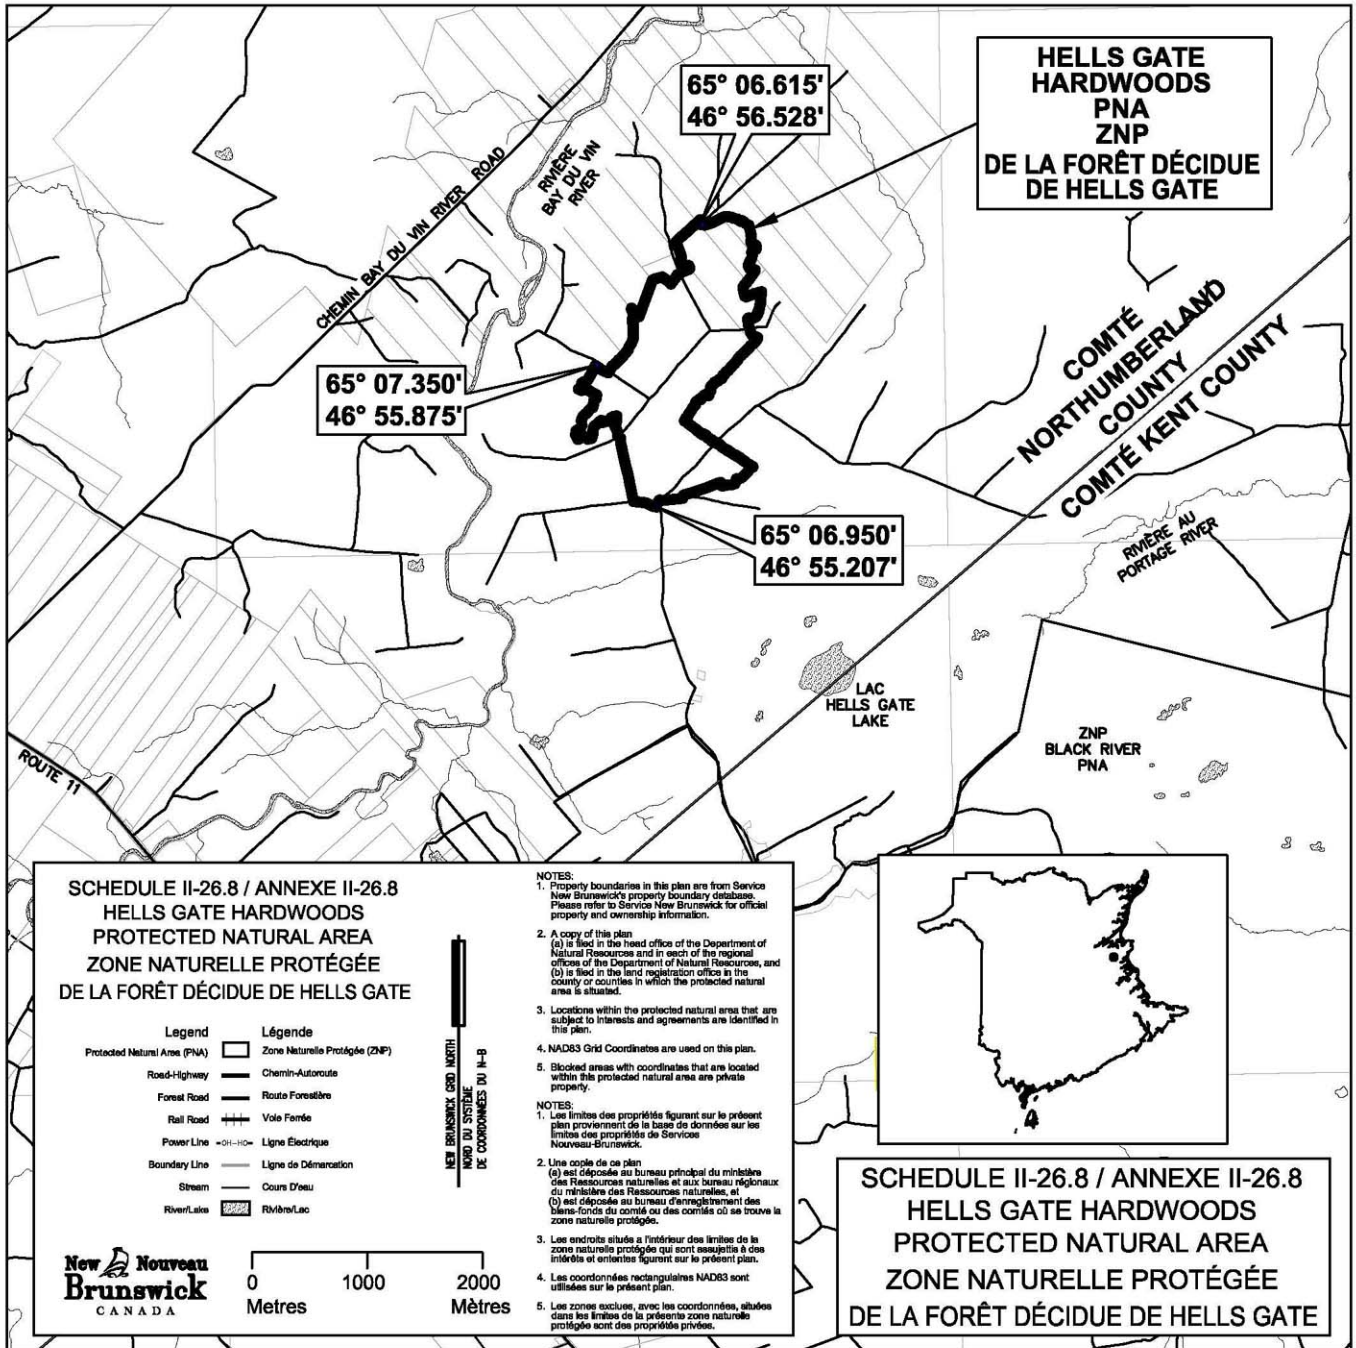 65° 06.615'
46° 56.528'
HELLS GATE
HARDWOODS
PNA
ZNP
DE LA FORÊT DÉCIDUE
DE HELLS GATE
RIVIÈRE
BAY DU VIN
RIVER
CHEMIN BAY DU VIN RIVER ROAD
65° 07.350'
46° 55.875'
COMTÉ
NORTHUMBERLAND
COUNTY
COMTÉ KENT COUNTY
65° 06.950'
46° 55.207'
RIVIÈRE AU
PORTAGE RIVER
LAC
HELLS GATE
LAKE
ZNP
BLACK RIVER
PNA
ROUTE 11
SCHEDULE II-26.8 / ANNEXE II-26.8
HELLS GATE HARDWOODS
PROTECTED NATURAL AREA
ZONE NATURELLE PROTÉGÉE
DE LA FORÊT DÉCIDUE DE HELLS GATE
Legend Légende
Protected Natural Area (PNA) Zone Naturelle Protégée (ZNP)
Road-Highway Chemin-Autoroute
Forest Road Route Forestière
Rail Road Voie Ferrée
Power Line -OH-HO- Ligne Électrique
Boundary Line Ligne de Démarcation
Stream Cours D'eau
River/Lake Rivière/Lac
NEW BRUNSWICK GRID NORTH
NORD DU SYSTÈME
DE COORDONNÉES DU N-B
New Nouveau
Brunswick
CANADA
0 1000 2000
Metres Mètres
NOTES:
1. Property boundaries in this plan are from Service
New Brunswick's property boundary database.
Please refer to Service New Brunswick for official
property and ownership information.
2. A copy of this plan
(a) is filed in the head office of the Department of
Natural Resources and in each of the regional
offices of the Department of Natural Resources, and
(b) is filed in the land registration office in the
county or counties in which the protected natural
area is situated.
3. Locations within the protected natural area that are
subject to interests and agreements are identified in
this plan.
4. NAD83 Grid Coordinates are used on this plan.
5. Blocked areas with coordinates that are located
within this protected natural area are private
property.
NOTES:
1. Les limites des propriétés figurant sur le présent
plan proviennent de la base de données sur les
limites des propriétés de Services
Nouveau-Brunswick.
2. Une copie de ce plan
(a) est déposée au bureau principal du ministère
des Ressources naturelles et aux bureau régionaux
du ministère des Ressources naturelles, et
(b) est déposée au bureau d'enregistrement des
biens-fonds du comté ou des comtés où se trouve la
zone naturelle protégée.
3. Les endroits situés a l'intérieur des limites de la
zone naturelle protégée qui sont assujettis à des
intérêts et ententes figurent sur le présent plan.
4. Les coordonnées rectangulaires NAD83 sont
utilisées sur le présent plan.
5. Les zones exclues, avec les coordonnées, situées
dans les limites de la présente zone naturelle
protégée sont des propriétés privées.
SCHEDULE II-26.8 / ANNEXE II-26.8
HELLS GATE HARDWOODS
PROTECTED NATURAL AREA
ZONE NATURELLE PROTÉGÉE
DE LA FORÊT DÉCIDUE DE HELLS GATE